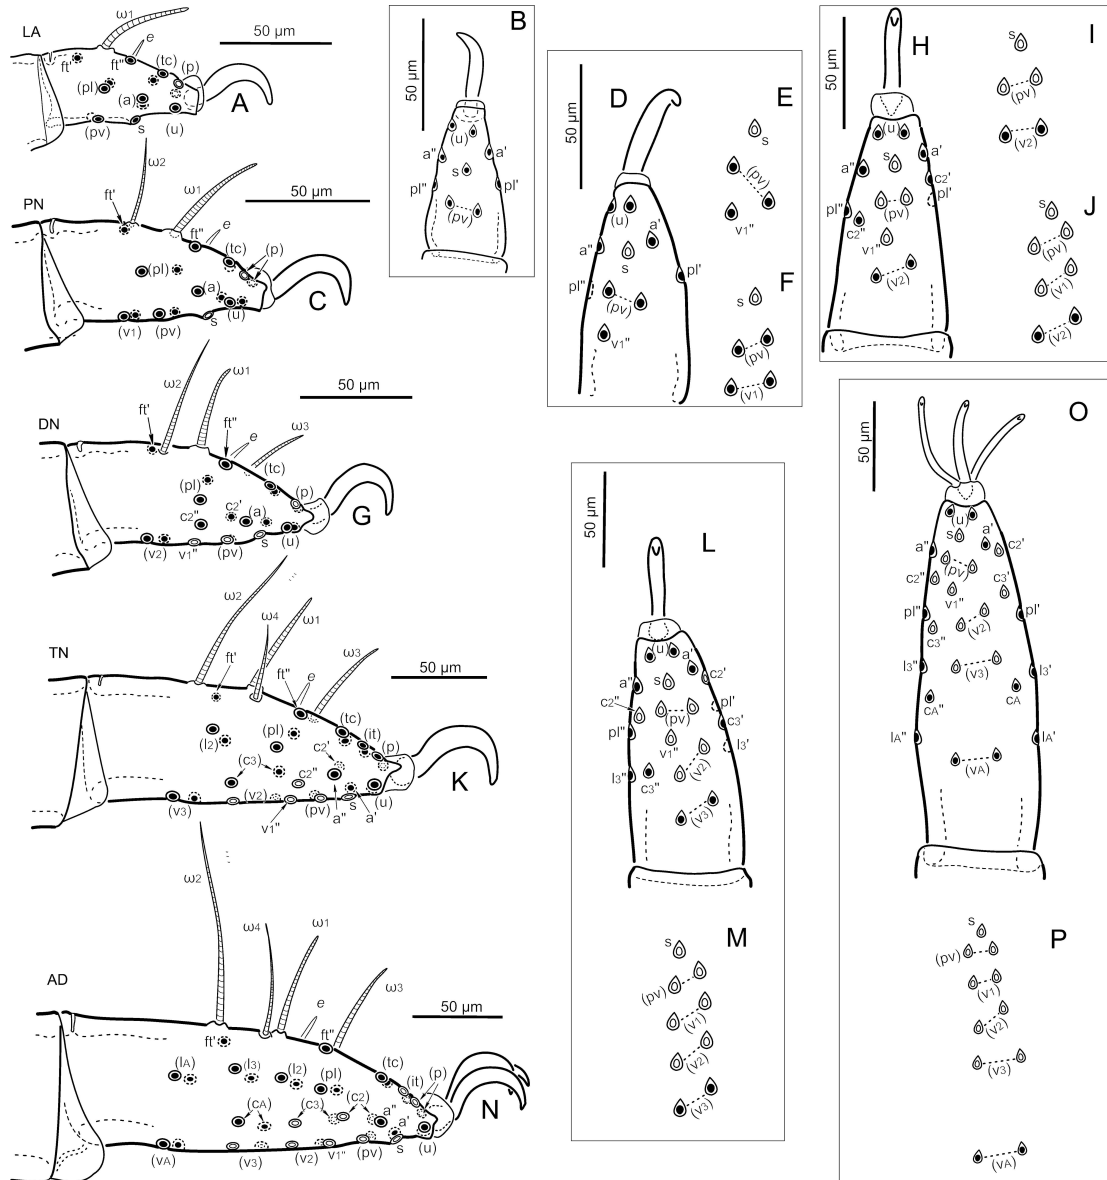 LA
ω1
e
50 µm
ft'
ft"
(tc)
(p)
(pl)
(a)
A
(pv)
s
(u)
B
50 µm
(u)
a"
a'
s
pl"
pl'
(pv)
PN
ω2
ω1
50 µm
ft'
ft"
e
(tc)
(p)
(pl)
(a)
C
(v1)
(pv)
s
(u)
D
50 µm
(u)
a"
a'
s
pl"
pl'
(pv)
v1"
E
s
(pv)
v1"
F
s
(pv)
(v1)
DN
ω2
ω1
50 µm
ft'
ft"
e
ω3
(tc)
(pl)
(p)
c2'
(a)
c2"
G
(v2)
v1"
(pv)
s
(u)
H
50 µm
(u)
a"
a'
s
c2'
pl'
pl"
(pv)
c2"
v1"
(v2)
I
s
(pv)
(v2)
J
s
(pv)
(v1)
(v2)
TN
ω2
ω4
ω1
50 µm
ft'
ft"
e
ω3
(tc)
(it)
(l2)
(pl)
(p)
c2'
(c3)
c2"
K
(v3)
(v2)
v1"
(pv)
a"
s
a'
(u)
L
50 µm
(u)
a'
s
c2'
a"
c2"
(pv)
pl'
pl"
c3'
v1"
(v2)
l3'
l3"
c3"
(v3)
M
s
(pv)
(v1)
(v2)
(v3)
AD
ω2
ω4
ω1
50 µm
e
ω3
ft'
ft"
(lA)
(l3)
(l2)
(pl)
(tc)
(it)
(p)
(cA)
(c3)
(c2)
a"
a'
N
(vA)
(v3)
(v2)
v1"
(pv)
s
(u)
O
50 µm
(u)
s
a'
a"
c2'
(pv)
c2"
c3'
v1"
pl"
pl'
(v2)
c3"
l3"
(v3)
l3'
cA"
cA
lA"
lA'
(vA)
P
s
(pv)
(v1)
(v2)
(v3)
(vA)